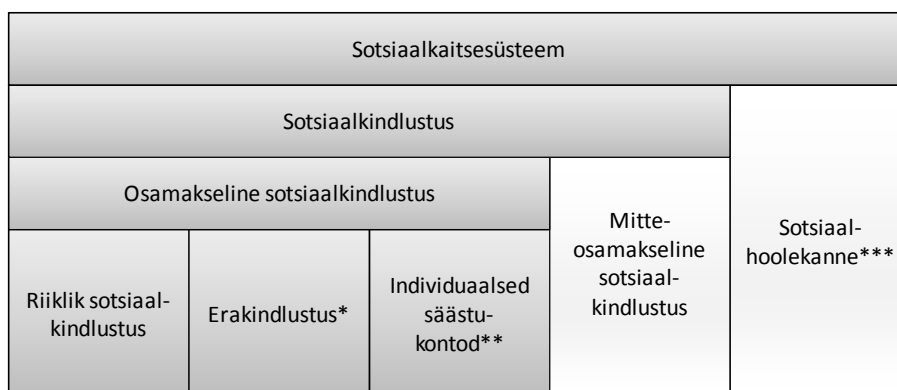 Sotsiaalkaitsesüsteem
Sotsiaalkindlustus
Osamakseline sotsiaalkindlustus
Riiklik sotsiaal-
kindlustus
Erakindlustus*
Individuaalsed
säästu-
kontod**
Mitte-
osamakseline
sotsiaal-
kindlustus
Sotsiaal-
hoolekanne***